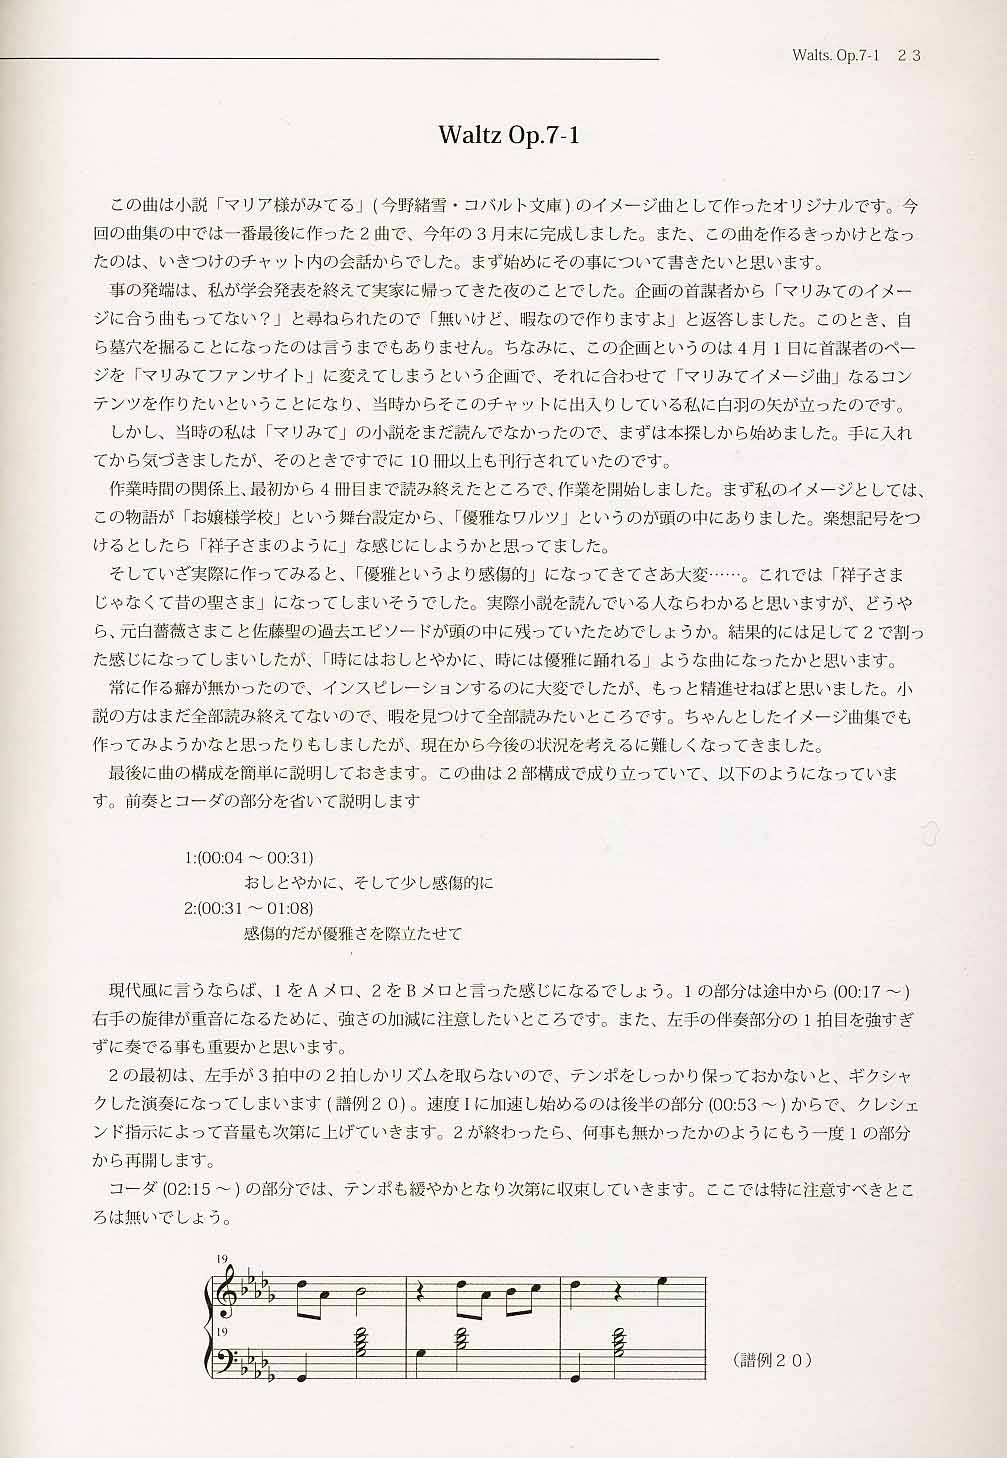 Walts. Op.7-1　２３
Waltz Op.7-1
この曲は小説「マリア様がみてる」(今野緒雪・コバルト文庫)のイメージ曲として作ったオリジナルです。今
回の曲集の中では一番最後に作った２曲で、今年の３月末に完成しました。また、この曲を作るきっかけとなっ
たのは、いきつけのチャット内の会話からでした。まず始めにその事について書きたいと思います。
事の発端は、私が学会発表を終えて実家に帰ってきた夜のことでした。企画の首謀者から「マリみてのイメー
ジに合う曲もってない？」と尋ねられたので「無いけど、暇なので作りますよ」と返答しました。このとき、自
ら墓穴を掘ることになったのは言うまでもありません。ちなみに、この企画というのは４月１日に首謀者のペー
ジを「マリみてファンサイト」に変えてしまうという企画で、それに合わせて「マリみてイメージ曲」なるコン
テンツを作りたいということになり、当時からそこのチャットに出入りしている私に白羽の矢が立ったのです。
しかし、当時の私は「マリみて」の小説をまだ読んでなかったので、まずは本探しから始めました。手に入れ
てから気づきましたが、そのときですでに10冊以上も刊行されていたのです。
作業時間の関係上、最初から４冊目まで読み終えたところで、作業を開始しました。まず私のイメージとしては、
この物語が「お嬢様学校」という舞台設定から、「優雅なワルツ」というのが頭の中にありました。楽想記号をつ
けるとしたら「祥子さまのように」な感じにしようかと思ってました。
そしていざ実際に作ってみると、「優雅というより感傷的」になってきてさあ大変……。これでは「祥子さま
じゃなくて昔の聖さま」になってしまいそうでした。実際小説を読んでいる人ならわかると思いますが、どうや
ら、元白薔薇さまこと佐藤聖の過去エピソードが頭の中に残っていたためでしょうか。結果的には足して２で割っ
た感じになってしまいしたが、「時にはおしとやかに、時には優雅に踊れる」ような曲になったかと思います。
常に作る癖が無かったので、インスピレーションするのに大変でしたが、もっと精進せねばと思いました。小
説の方はまだ全部読み終えてないので、暇を見つけて全部読みたいところです。ちゃんとしたイメージ曲集でも
作ってみようかなと思ったりもしましたが、現在から今後の状況を考えるに難しくなってきました。
最後に曲の構成を簡単に説明しておきます。この曲は２部構成で成り立っていて、以下のようになっていま
す。前奏とコーダの部分を省いて説明します
1:(00:04 ～ 00:31)
おしとやかに、そして少し感傷的に
2:(00:31 ～ 01:08)
感傷的だが優雅さを際立たせて
現代風に言うならば、１をＡメロ、２をＢメロと言った感じになるでしょう。１の部分は途中から(00:17～)
右手の旋律が重音になるために、強さの加減に注意したいところです。また、左手の伴奏部分の１拍目を強すぎ
ずに奏でる事も重要かと思います。
２の最初は、左手が３拍中の２拍しかリズムを取らないので、テンポをしっかり保っておかないと、ギクシャ
クした演奏になってしまいます(譜例２０)。速度Ｉに加速し始めるのは後半の部分(00:53～)からで、クレシェ
ンド指示によって音量も次第に上げていきます。２が終わったら、何事も無かったかのようにもう一度１の部分
から再開します。
コーダ(02:15～)の部分では、テンポも緩やかとなり次第に収束していきます。ここでは特に注意すべきとこ
ろは無いでしょう。
19
19
（譜例２０）